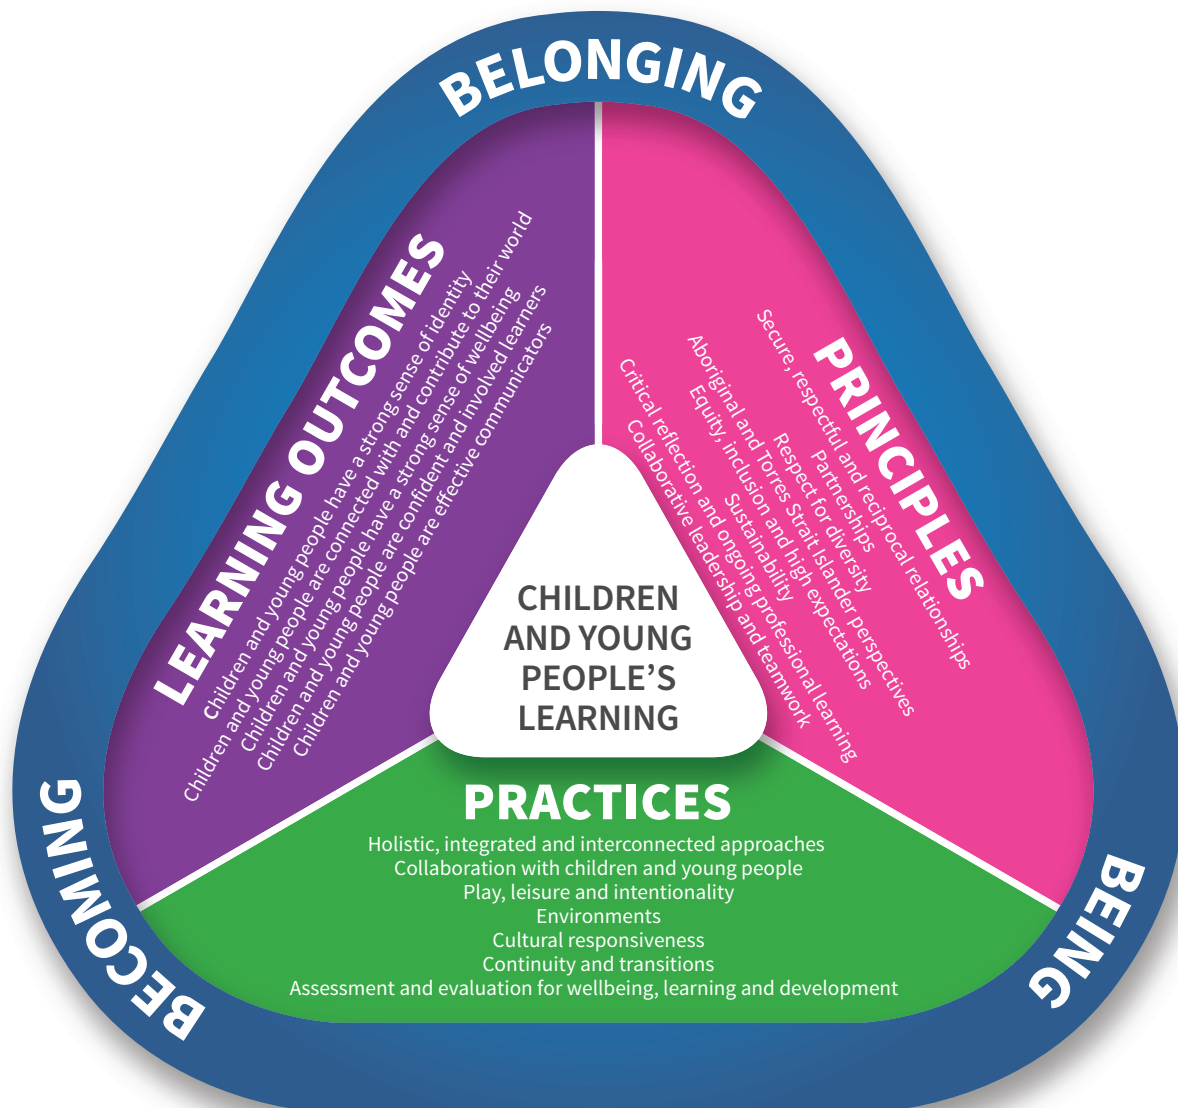 BELONGING
LEARNING OUTCOMES
Children and young people have a strong sense of identity
Children and young people are connected with and contribute to their world
Children and young people have a strong sense of wellbeing
Children and young people are confident and involved learners
Children and young people are effective communicators
PRINCIPLES
Secure, respectful and reciprocal relationships
Partnerships
Respect for diversity
Aboriginal and Torres Strait Islander perspectives
Equity, inclusion and high expectations
Sustainability
Critical reflection and ongoing professional learning
Collaborative leadership and teamwork
CHILDREN
AND YOUNG
PEOPLE’S
LEARNING
PRACTICES
Holistic, integrated and interconnected approaches
Collaboration with children and young people
Play, leisure and intentionality
Environments
Cultural responsiveness
Continuity and transitions
Assessment and evaluation for wellbeing, learning and development
BECOMING
BEING